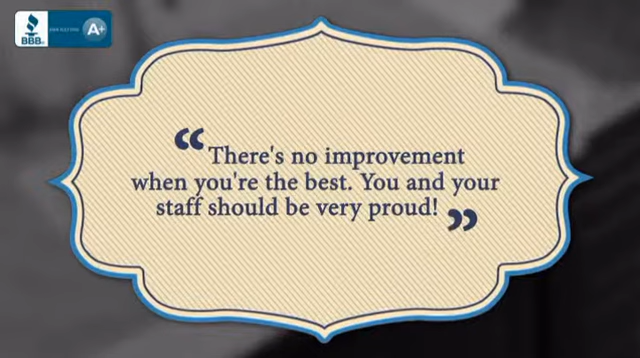 BBB.
A+
“There's no improvement
when you're the best. You and your
staff should be very proud!”